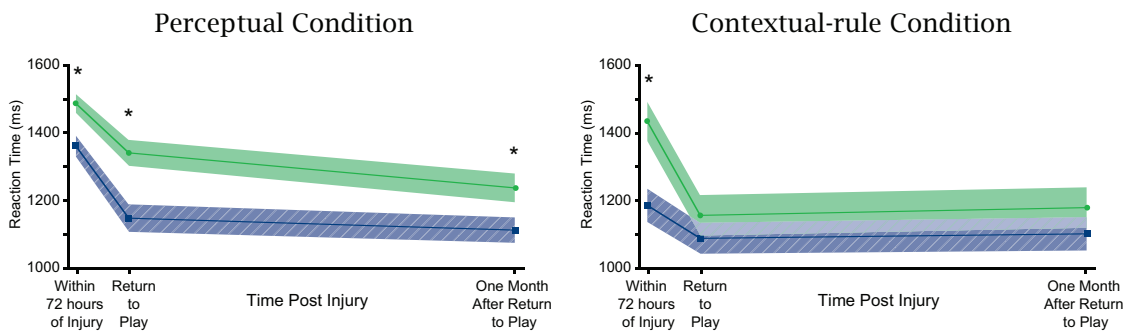 Perceptual Condition
1600
1400
1200
1000
Reaction Time (ms)
*
*
*
Within
72 hours
of Injury
Return
to
Play
Time Post Injury
One Month
After Return
to Play
Contextual-rule Condition
1600
1400
1200
1000
Reaction Time (ms)
*
Within
72 hours
of Injury
Return
to
Play
Time Post Injury
One Month
After Return
to Play